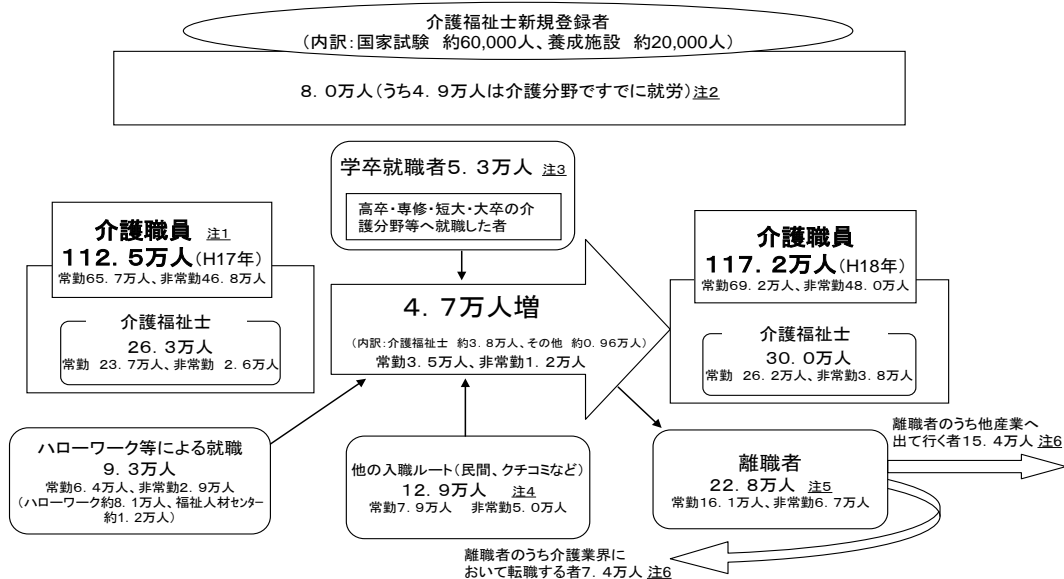 介護福祉士新規登録者
(内訳:国家試験 約60,000人、養成施設 約20,000人)
8.0万人(うち4.9万人は介護分野ですでに就労)注2
学卒就職者5.3万人 注3
高卒・専修・短大・大卒の介
護分野等へ就職した者
介護職員 注1
112.5万人(H17年)
常勤65.7万人、非常勤46.8万人
介護福祉士
26.3万人
常勤 23.7万人、非常勤 2.6万人
4.7万人増
(内訳:介護福祉士 約3.8万人、その他 約0.96万人)
常勤3.5万人、非常勤1.2万人
介護職員
117.2万人(H18年)
常勤69.2万人、非常勤48.0万人
介護福祉士
30.0万人
常勤 26.2万人、非常勤3.8万人
ハローワーク等による就職
9.3万人
常勤6.4万人、非常勤2.9万人
(ハローワーク約8.1万人、福祉人材センター
約1.2万人)
他の入職ルート(民間、クチコミなど)
12.9万人 注4
常勤7.9万人 非常勤5.0万人
離職者
22.8万人 注5
常勤16.1万人、非常勤6.7万人
離職者のうち他産業へ
出て行く者15.4万人 注6
離職者のうち介護業界に
おいて転職する者7.4万人 注6